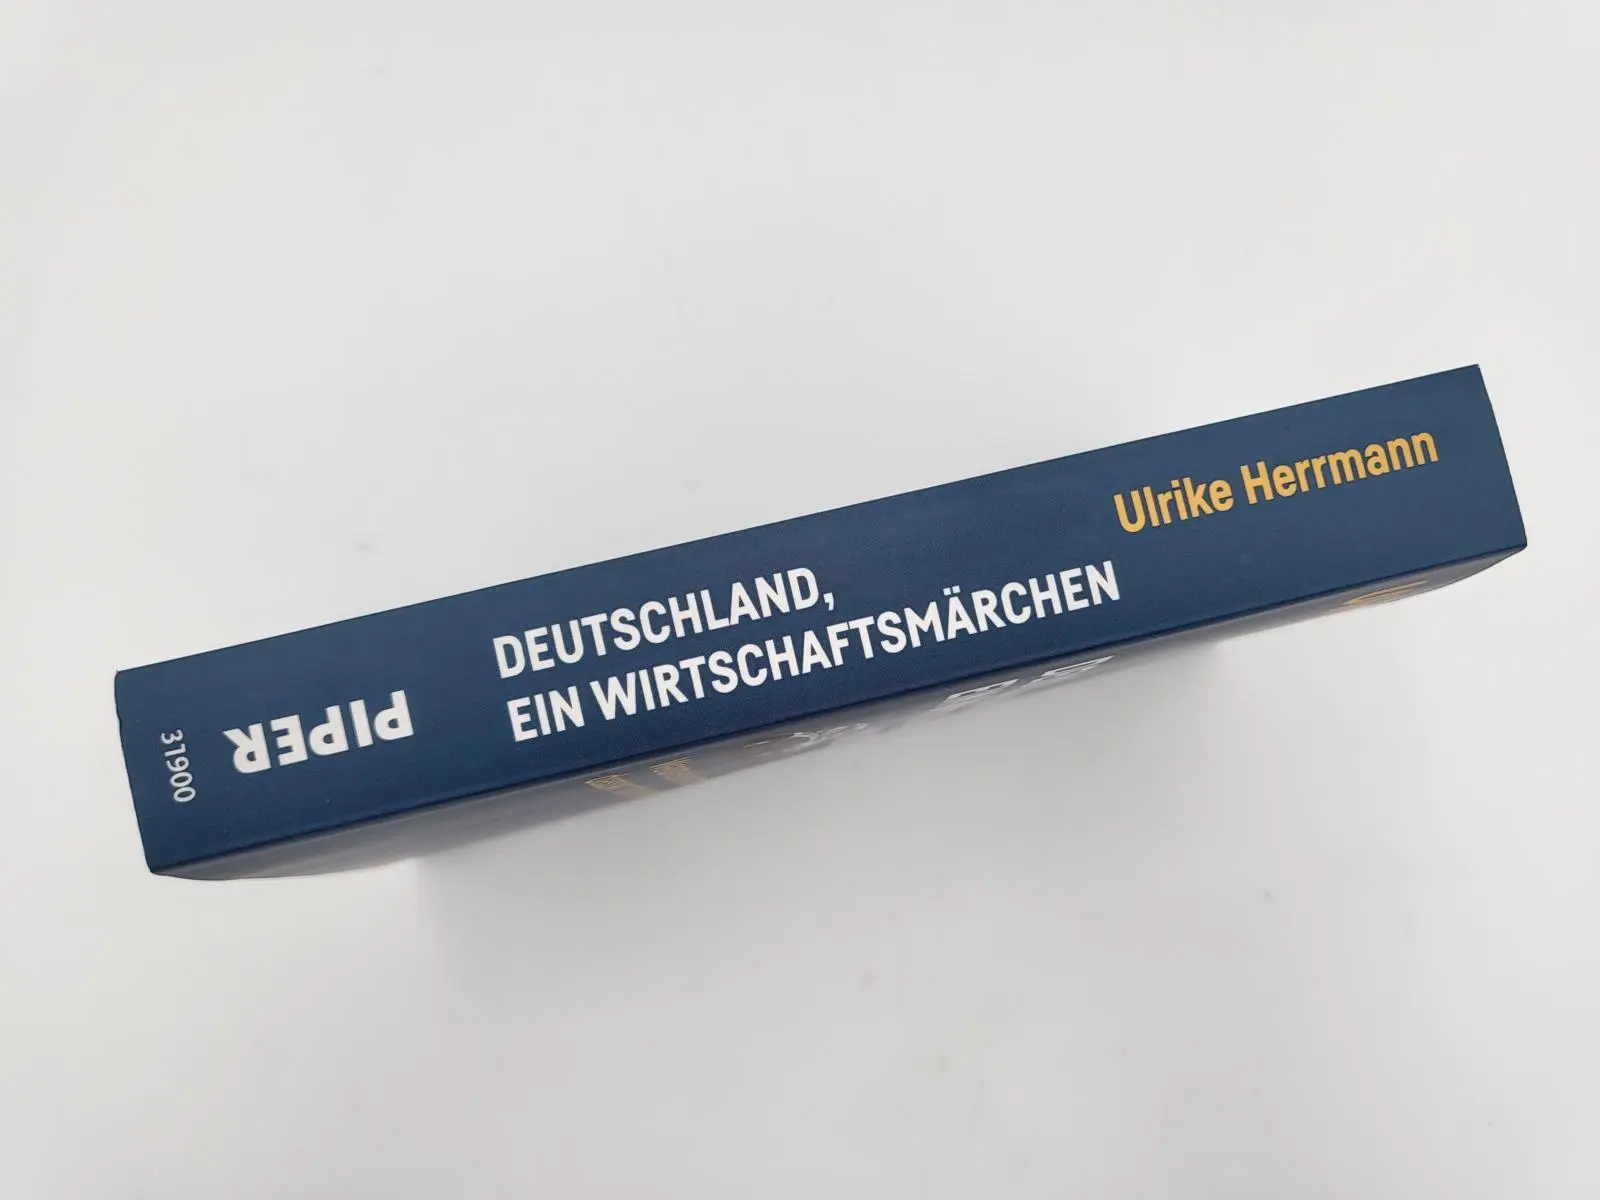 Ulrike Herrmann
DEUTSCHLAND,
EIN WIRTSCHAFTSMÄRCHEN
PIPER
31900